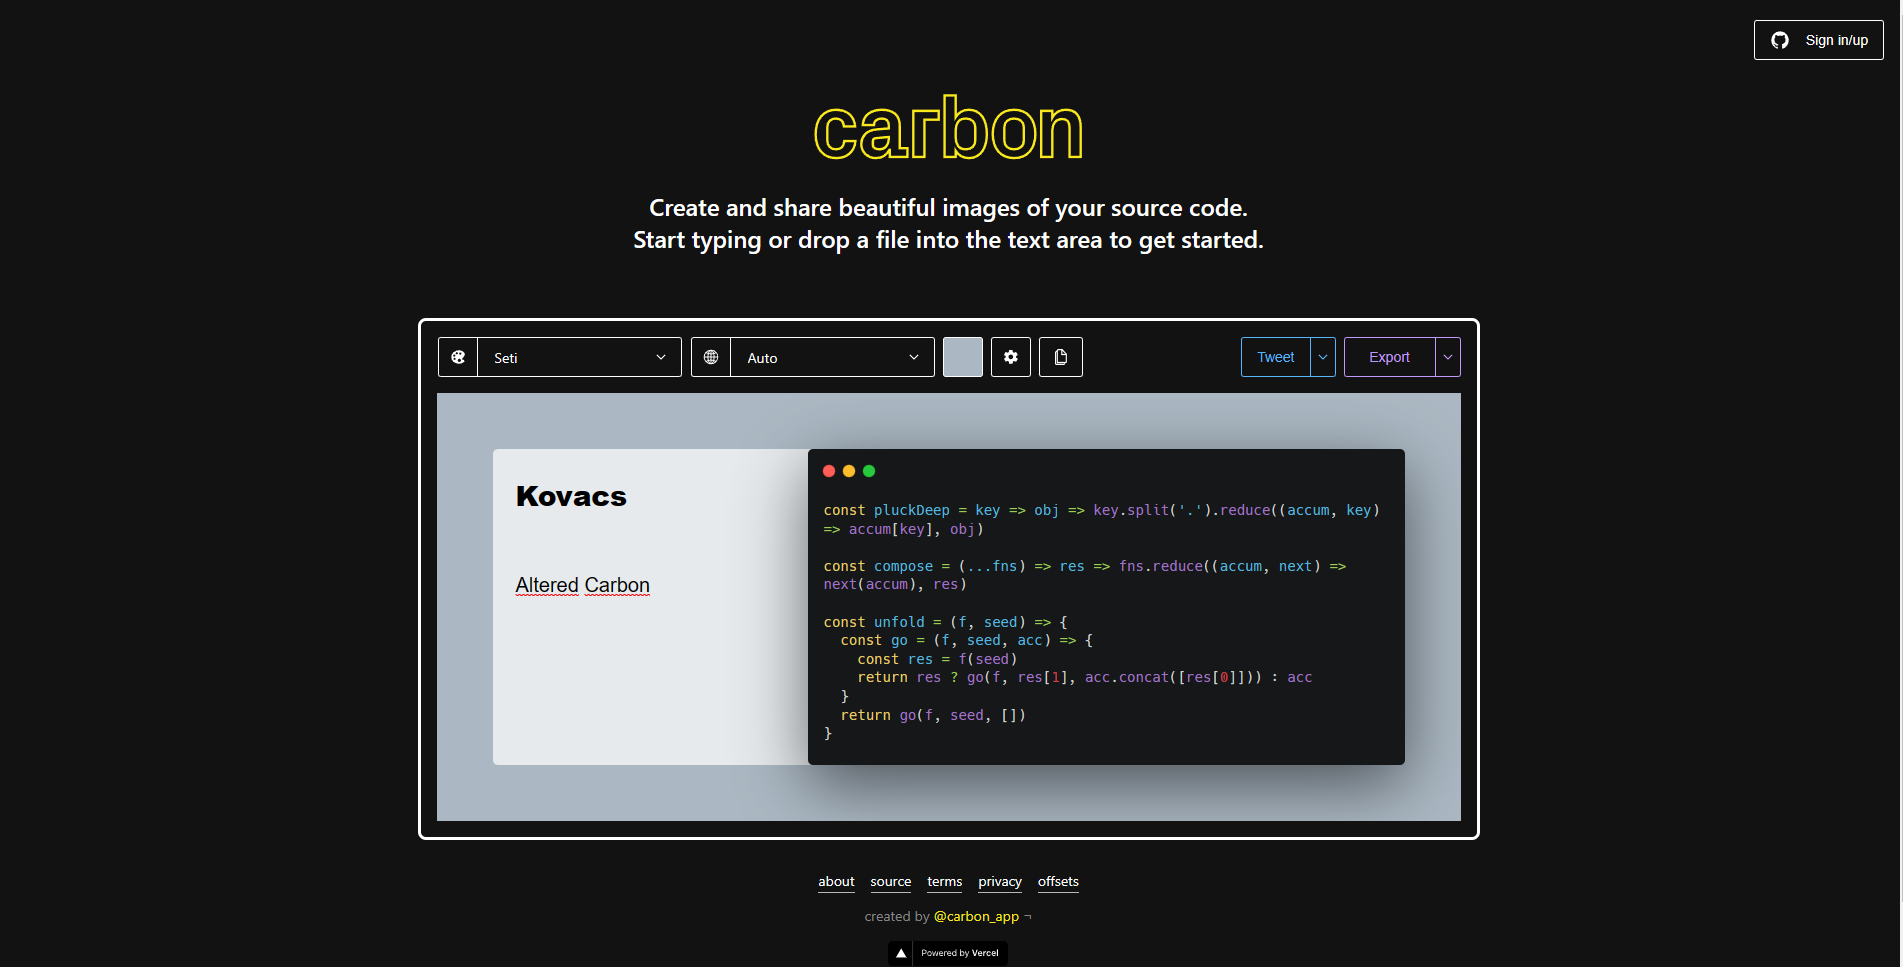 Sign in/up
carbon
Create and share beautiful images of your source code.
Start typing or drop a file into the text area to get started.
Seti
Auto
Tweet
Export
Kovacs
Altered Carbon
const pluckDeep = key => obj => key.split('.').reduce((accum, key)
=> accum[key], obj)
const compose = (...fns) => res => fns.reduce((accum, next) =>
next(accum), res)
const unfold = (f, seed) => {
  const go = (f, seed, acc) => {
    const res = f(seed)
    return res ? go(f, res[1], acc.concat([res[0]])) : acc
  }
  return go(f, seed, [])
}
about source terms privacy offsets
created by @carbon_app ¬
Powered by Vercel